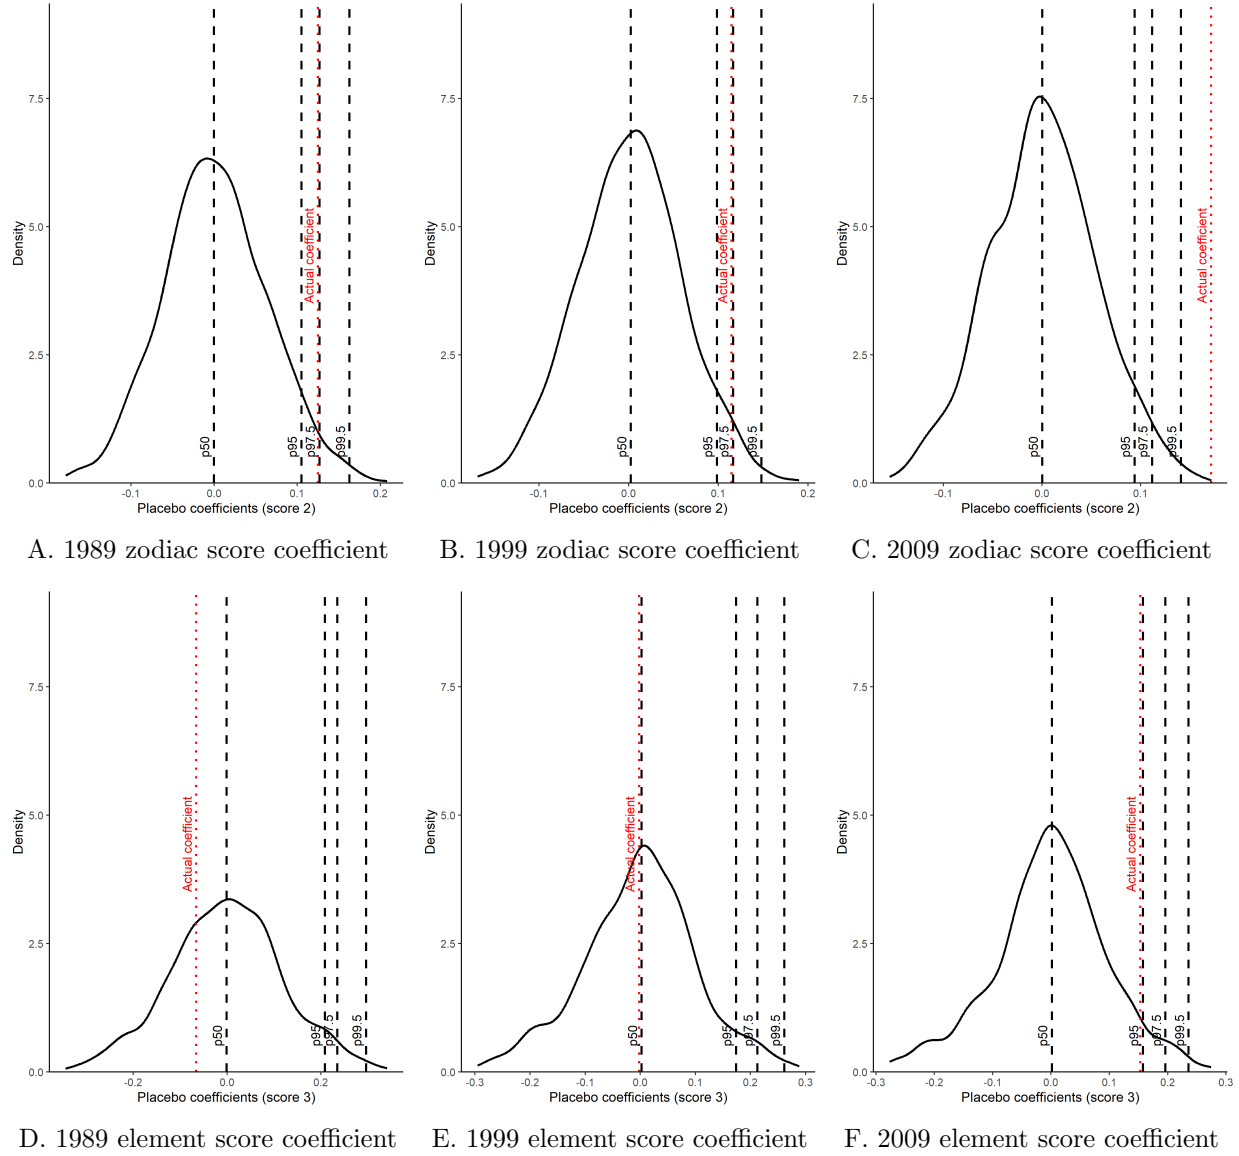 7.5
5.0
2.5
0.0
Density
Actual coefficient
p50
p95
p97.5
p99.5
-0.1
0.0
0.1
0.2
Placebo coefficients (score 2)
A. 1989 zodiac score coefficient
7.5
5.0
2.5
0.0
Density
Actual coefficient
p50
p95
p97.5
p99.5
-0.1
0.0
0.1
0.2
Placebo coefficients (score 2)
B. 1999 zodiac score coefficient
7.5
5.0
2.5
0.0
Density
Actual coefficient
p50
p95
p97.5
p99.5
-0.1
0.0
0.1
Placebo coefficients (score 2)
C. 2009 zodiac score coefficient
7.5
5.0
2.5
0.0
Density
Actual coefficient
p50
p95
p97.5
p99.5
-0.2
0.0
0.2
Placebo coefficients (score 3)
D. 1989 element score coefficient
7.5
5.0
2.5
0.0
Density
Actual coefficient
p50
p95
p97.5
p99.5
-0.3
-0.2
-0.1
0.0
0.1
0.2
0.3
Placebo coefficients (score 3)
E. 1999 element score coefficient
7.5
5.0
2.5
0.0
Density
Actual coefficient
p50
p95
p97.5
p99.5
-0.3
-0.2
-0.1
0.0
0.1
0.2
0.3
Placebo coefficients (score 3)
F. 2009 element score coefficient